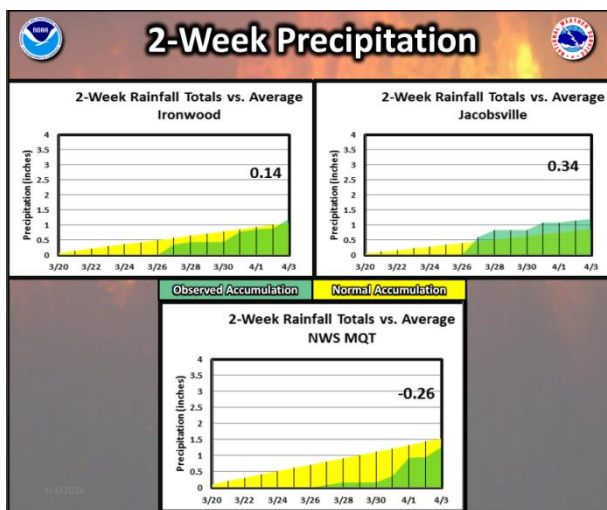 NOAA
2-Week Precipitation
NATIONAL WEATHER SERVICE
2-Week Rainfall Totals vs. Average
Ironwood
Precipitation (inches)
4
3.5
3
2.5
2
1.5
1
0.5
0
0.14
3/20 3/22 3/24 3/26 3/28 3/30 4/1 4/3
2-Week Rainfall Totals vs. Average
Jacobsville
Precipitation (inches)
4
3.5
3
2.5
2
1.5
1
0.5
0
0.34
3/20 3/22 3/24 3/26 3/28 3/30 4/1 4/3
Observed Accumulation Normal Accumulation
2-Week Rainfall Totals vs. Average
NWS MQT
Precipitation (inches)
4
3.5
3
2.5
2
1.5
1
0.5
0
-0.26
3/20 3/22 3/24 3/26 3/28 3/30 4/1 4/3
4/4/2016